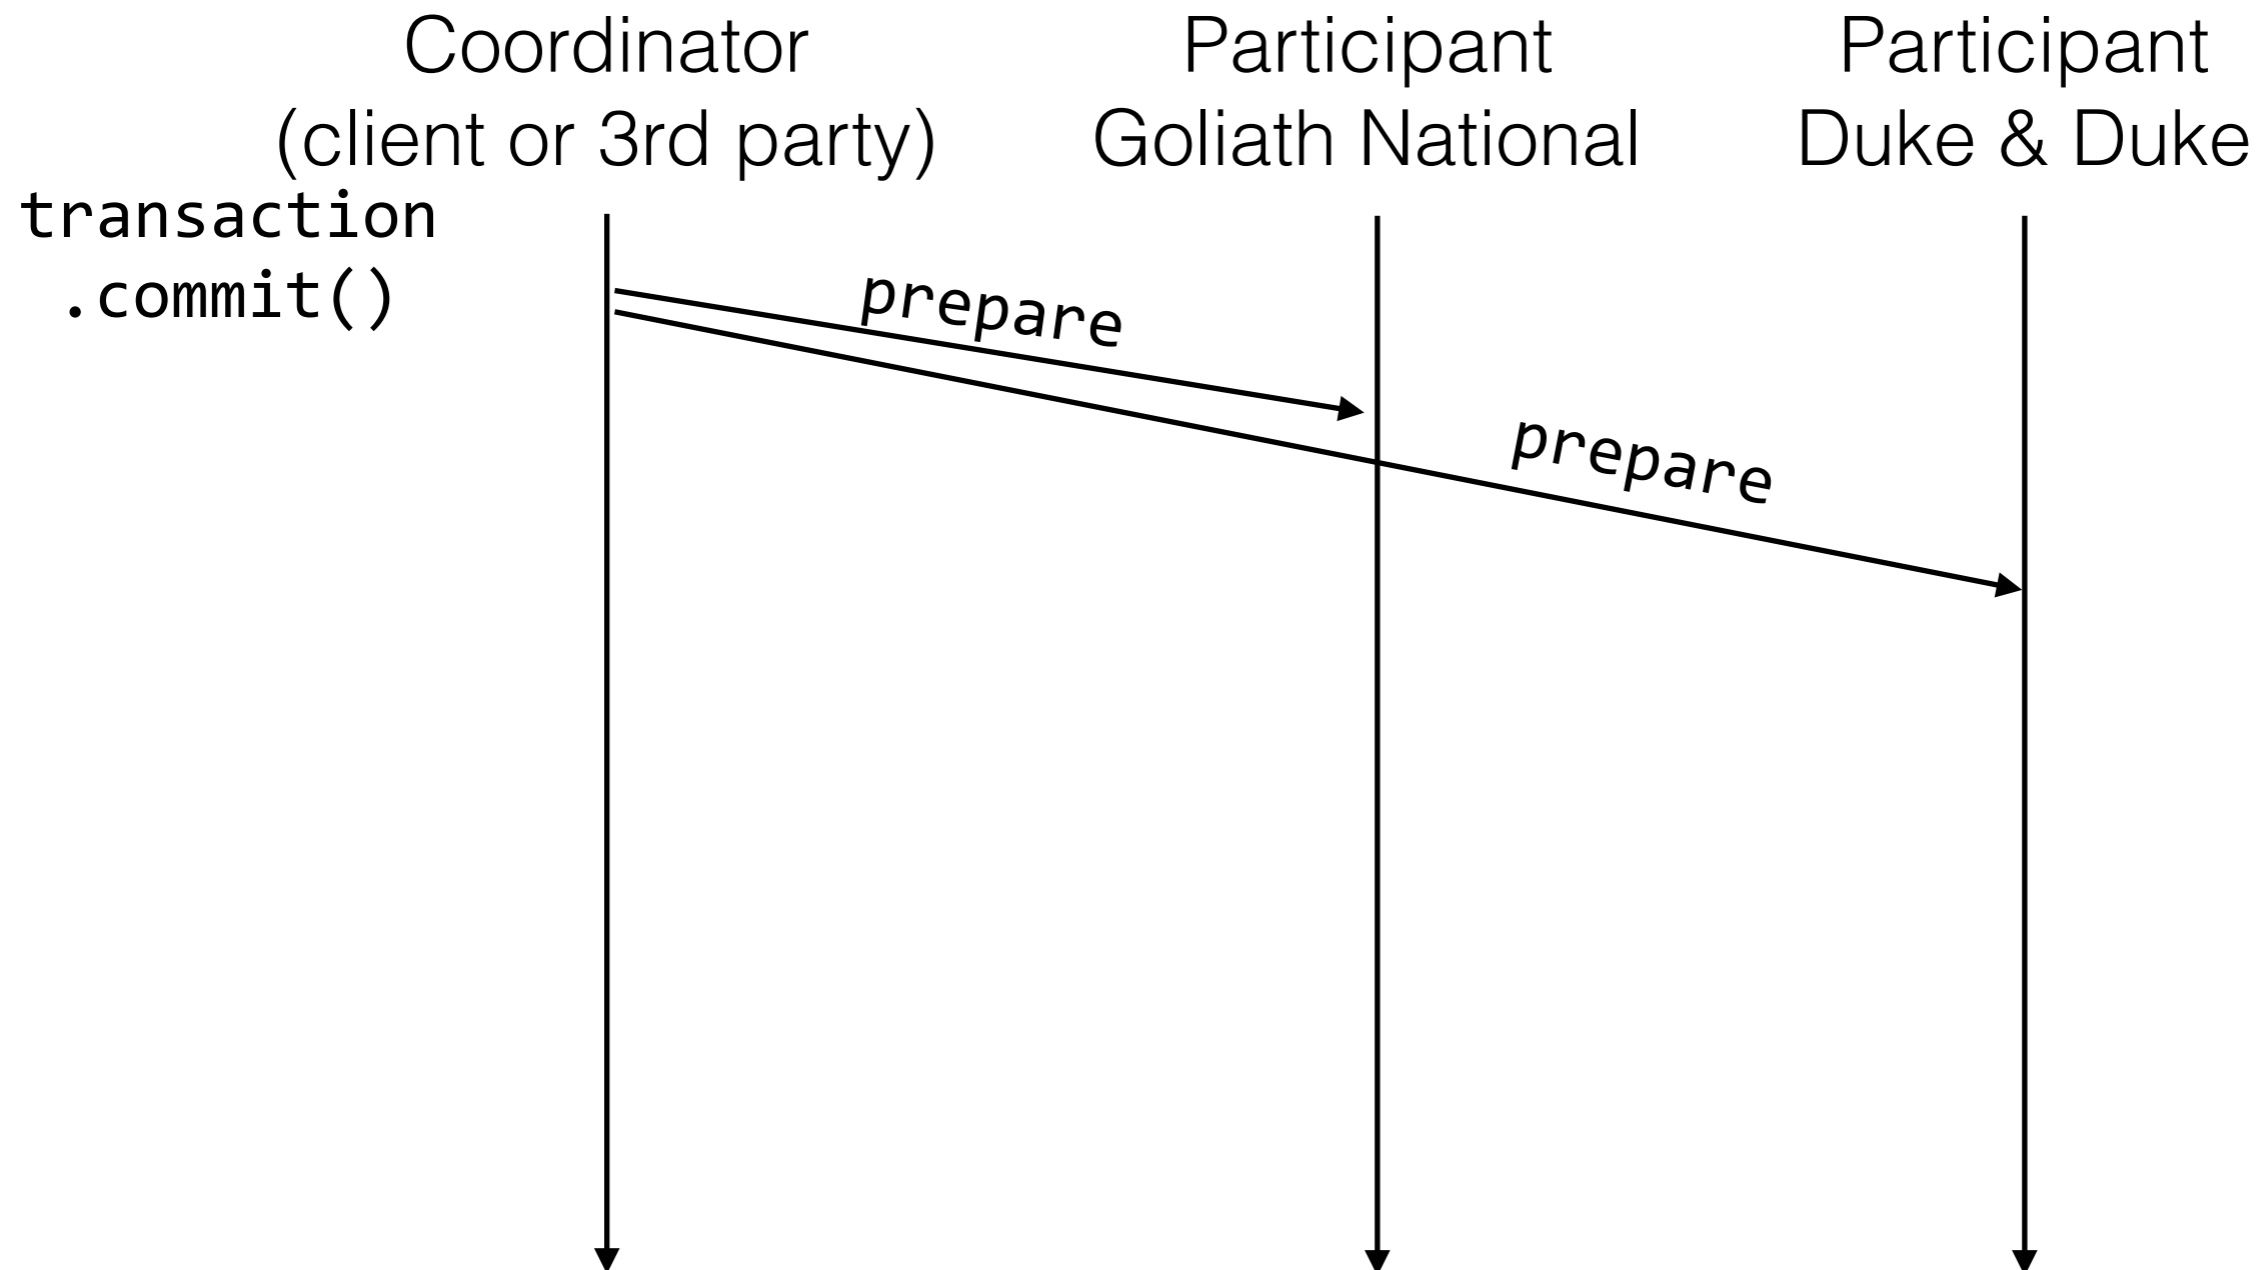 Coordinator
(client or 3rd party)
Participant
Goliath National
Participant
Duke & Duke
transaction
.commit()
prepare
prepare